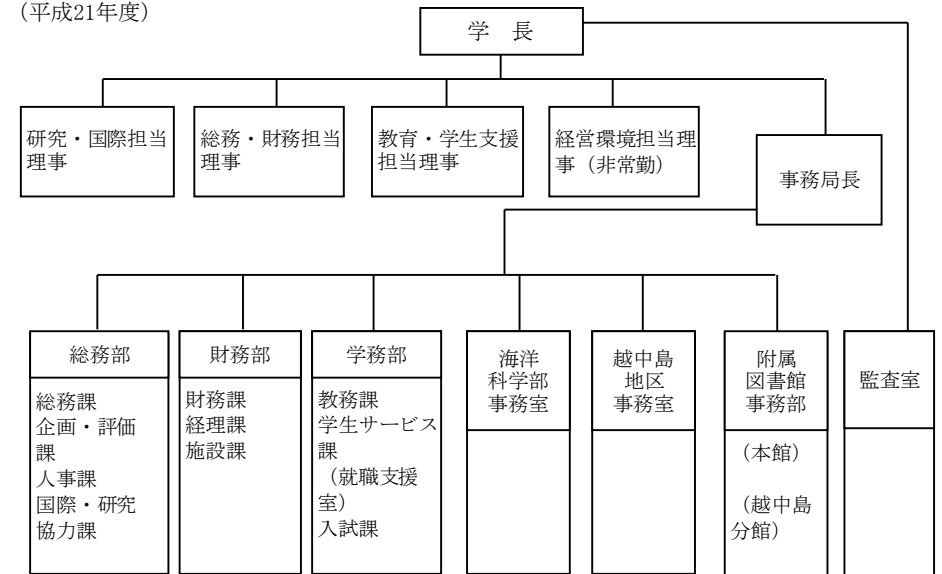 (平成21年度)
学　長
研究・国際担当
理事
総務・財務担当
理事
教育・学生支援
担当理事
経営環境担当理
事（非常勤）
事務局長
総務部
総務課
企画・評価
課
人事課
国際・研究
協力課
財務部
財務課
経理課
施設課
学務部
教務課
学生サービス
課
（就職支援
室）
入試課
海洋
科学部
事務室
越中島
地区
事務室
附属
図書館
事務部
（本館）
（越中島
分館）
監査室